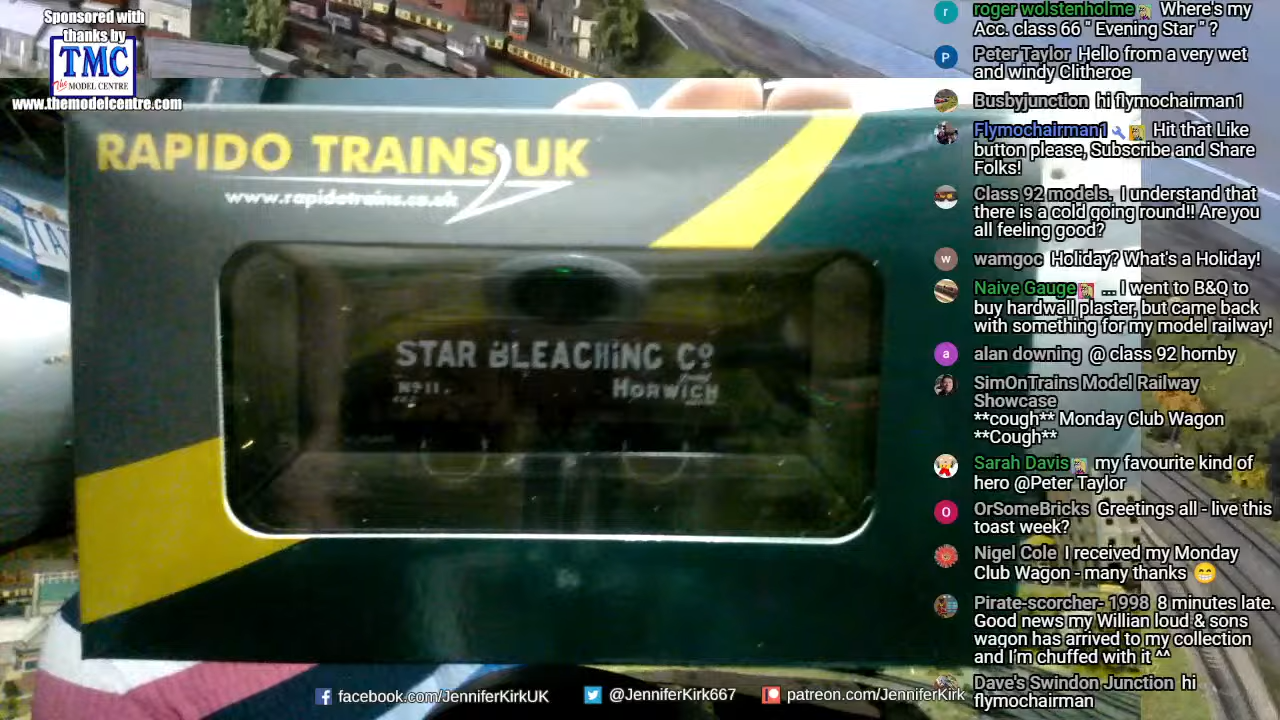 Sponsored with
thanks by
TMC
The MODEL CENTRE
www.themodelcentre.com
RAPIDO TRAINS UK
www.rapidotrains.co.uk
STAR BLEACHING Co
No 11.
HORWICH
roger wolstenholme Where's my
Acc. class 66 " Evening Star " ?
Peter Taylor Hello from a very wet
and windy Clitheroe
Busbyjunction hi flymochairman1
Flymochairman1 Hit that Like
button please, Subscribe and Share
Folks!
Class 92 models. I understand that
there is a cold going round!! Are you
all feeling good?
wamgoc Holiday? What's a Holiday!
Naive Gauge ... I went to B&Q to
buy hardwall plaster, but came back
with something for my model railway!
alan downing @ class 92 hornby
SimOnTrains Model Railway
Showcase
**cough** Monday Club Wagon
**Cough**
Sarah Davis my favourite kind of
hero @Peter Taylor
OrSomeBricks Greetings all - live this
toast week?
Nigel Cole I received my Monday
Club Wagon - many thanks 😁
Pirate-scorcher- 1998 8 minutes late.
Good news my Willian loud & sons
wagon has arrived to my collection
and I'm chuffed with it ^^
Dave's Swindon Junction hi
flymochairman
facebook.com/JenniferKirkUK @JenniferKirk667 patreon.com/JenniferKirk